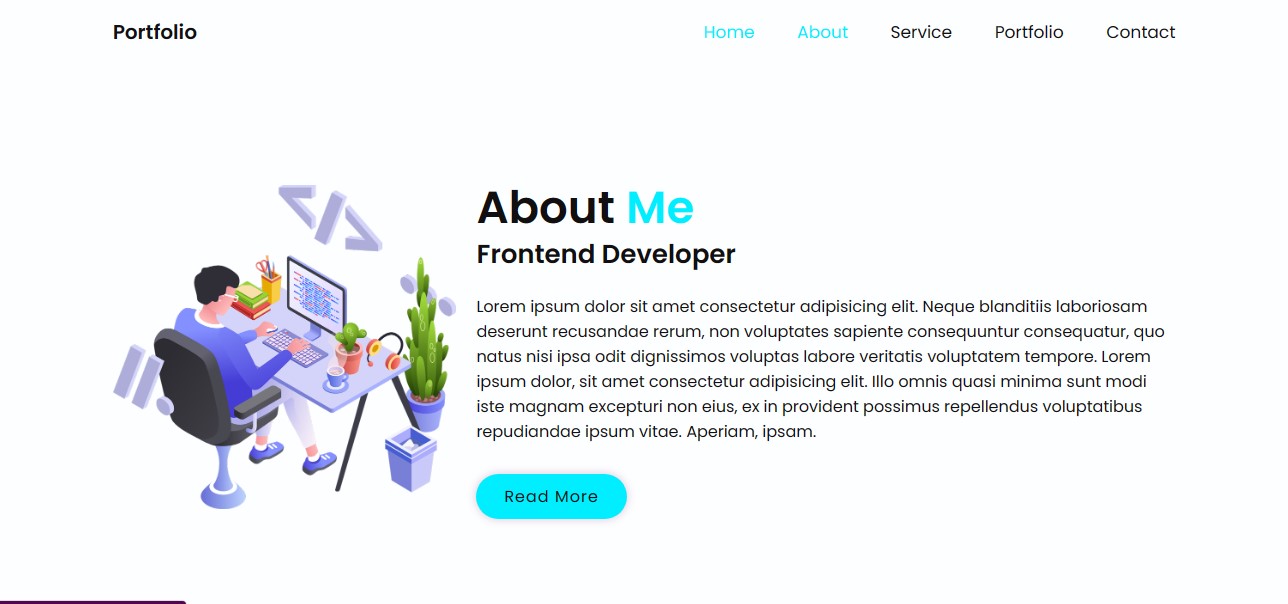 Portfolio
Home About Service Portfolio Contact
About Me
Frontend Developer
Lorem ipsum dolor sit amet consectetur adipisicing elit. Neque blanditiis laboriosam
deserunt recusandae rerum, non voluptates sapiente consequuntur consequatur, quo
natus nisi ipsa odit dignissimos voluptas labore veritatis voluptatem tempore. Lorem
ipsum dolor, sit amet consectetur adipisicing elit. Illo omnis quasi minima sunt modi
iste magnam excepturi non eius, ex in provident possimus repellendus voluptatibus
repudiandae ipsum vitae. Aperiam, ipsam.
Read More